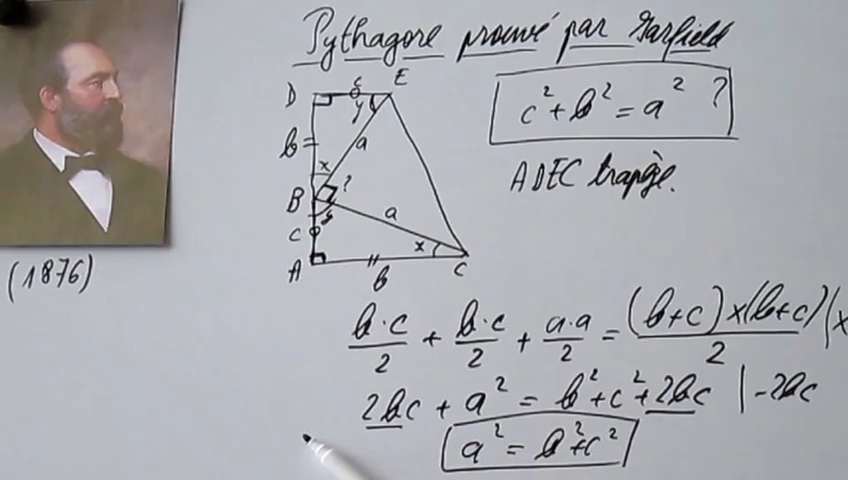 Pythagore prouvé par Garfield
c² + b² = a² ?
ADEC trapèze.
(1876)
D c E
y
b a
x
B ?
y a
c x
A b C
b·c/2 + b·c/2 + a·a/2 = (b+c)×(b+c)/2 | ×
2bc + a² = b² + c² + 2bc | -2bc
a² = b² + c²